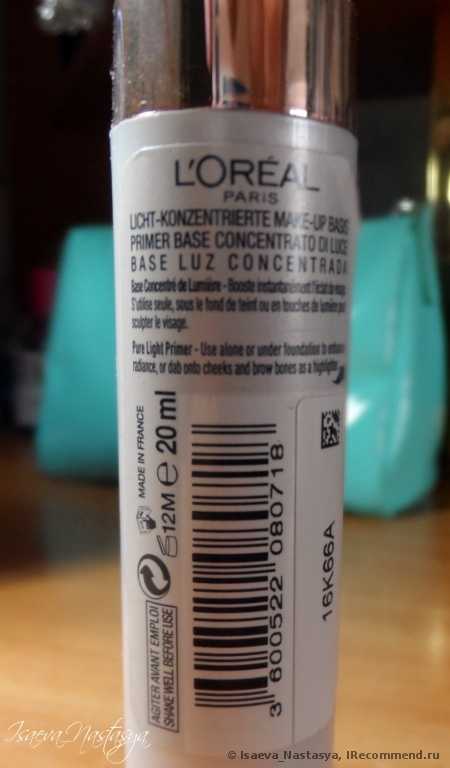 L'ORÉAL
PARIS
LICHT-KONZENTRIERTE MAKE-UP BASIS
PRIMER BASE CONCENTRATO DI LUCE
BASE LUZ CONCENTRADA
Base Concentré de Lumière - Booste instantanément l'éclat du visage.
S'utilise seule, sous le fond de teint ou en touches de lumière pour
sculpter le visage.
Pure Light Primer - Use alone or under foundation to enhance
radiance, or dab onto cheeks and brow bones as a highlighter
MADE IN FRANCE
12M e 20 ml
AGITER AVANT EMPLOI
SHAKE WELL BEFORE USE
3 600522 080718
16K66A
Isaeva_Nastasya
© Isaeva_Nastasya, IRecommend.ru